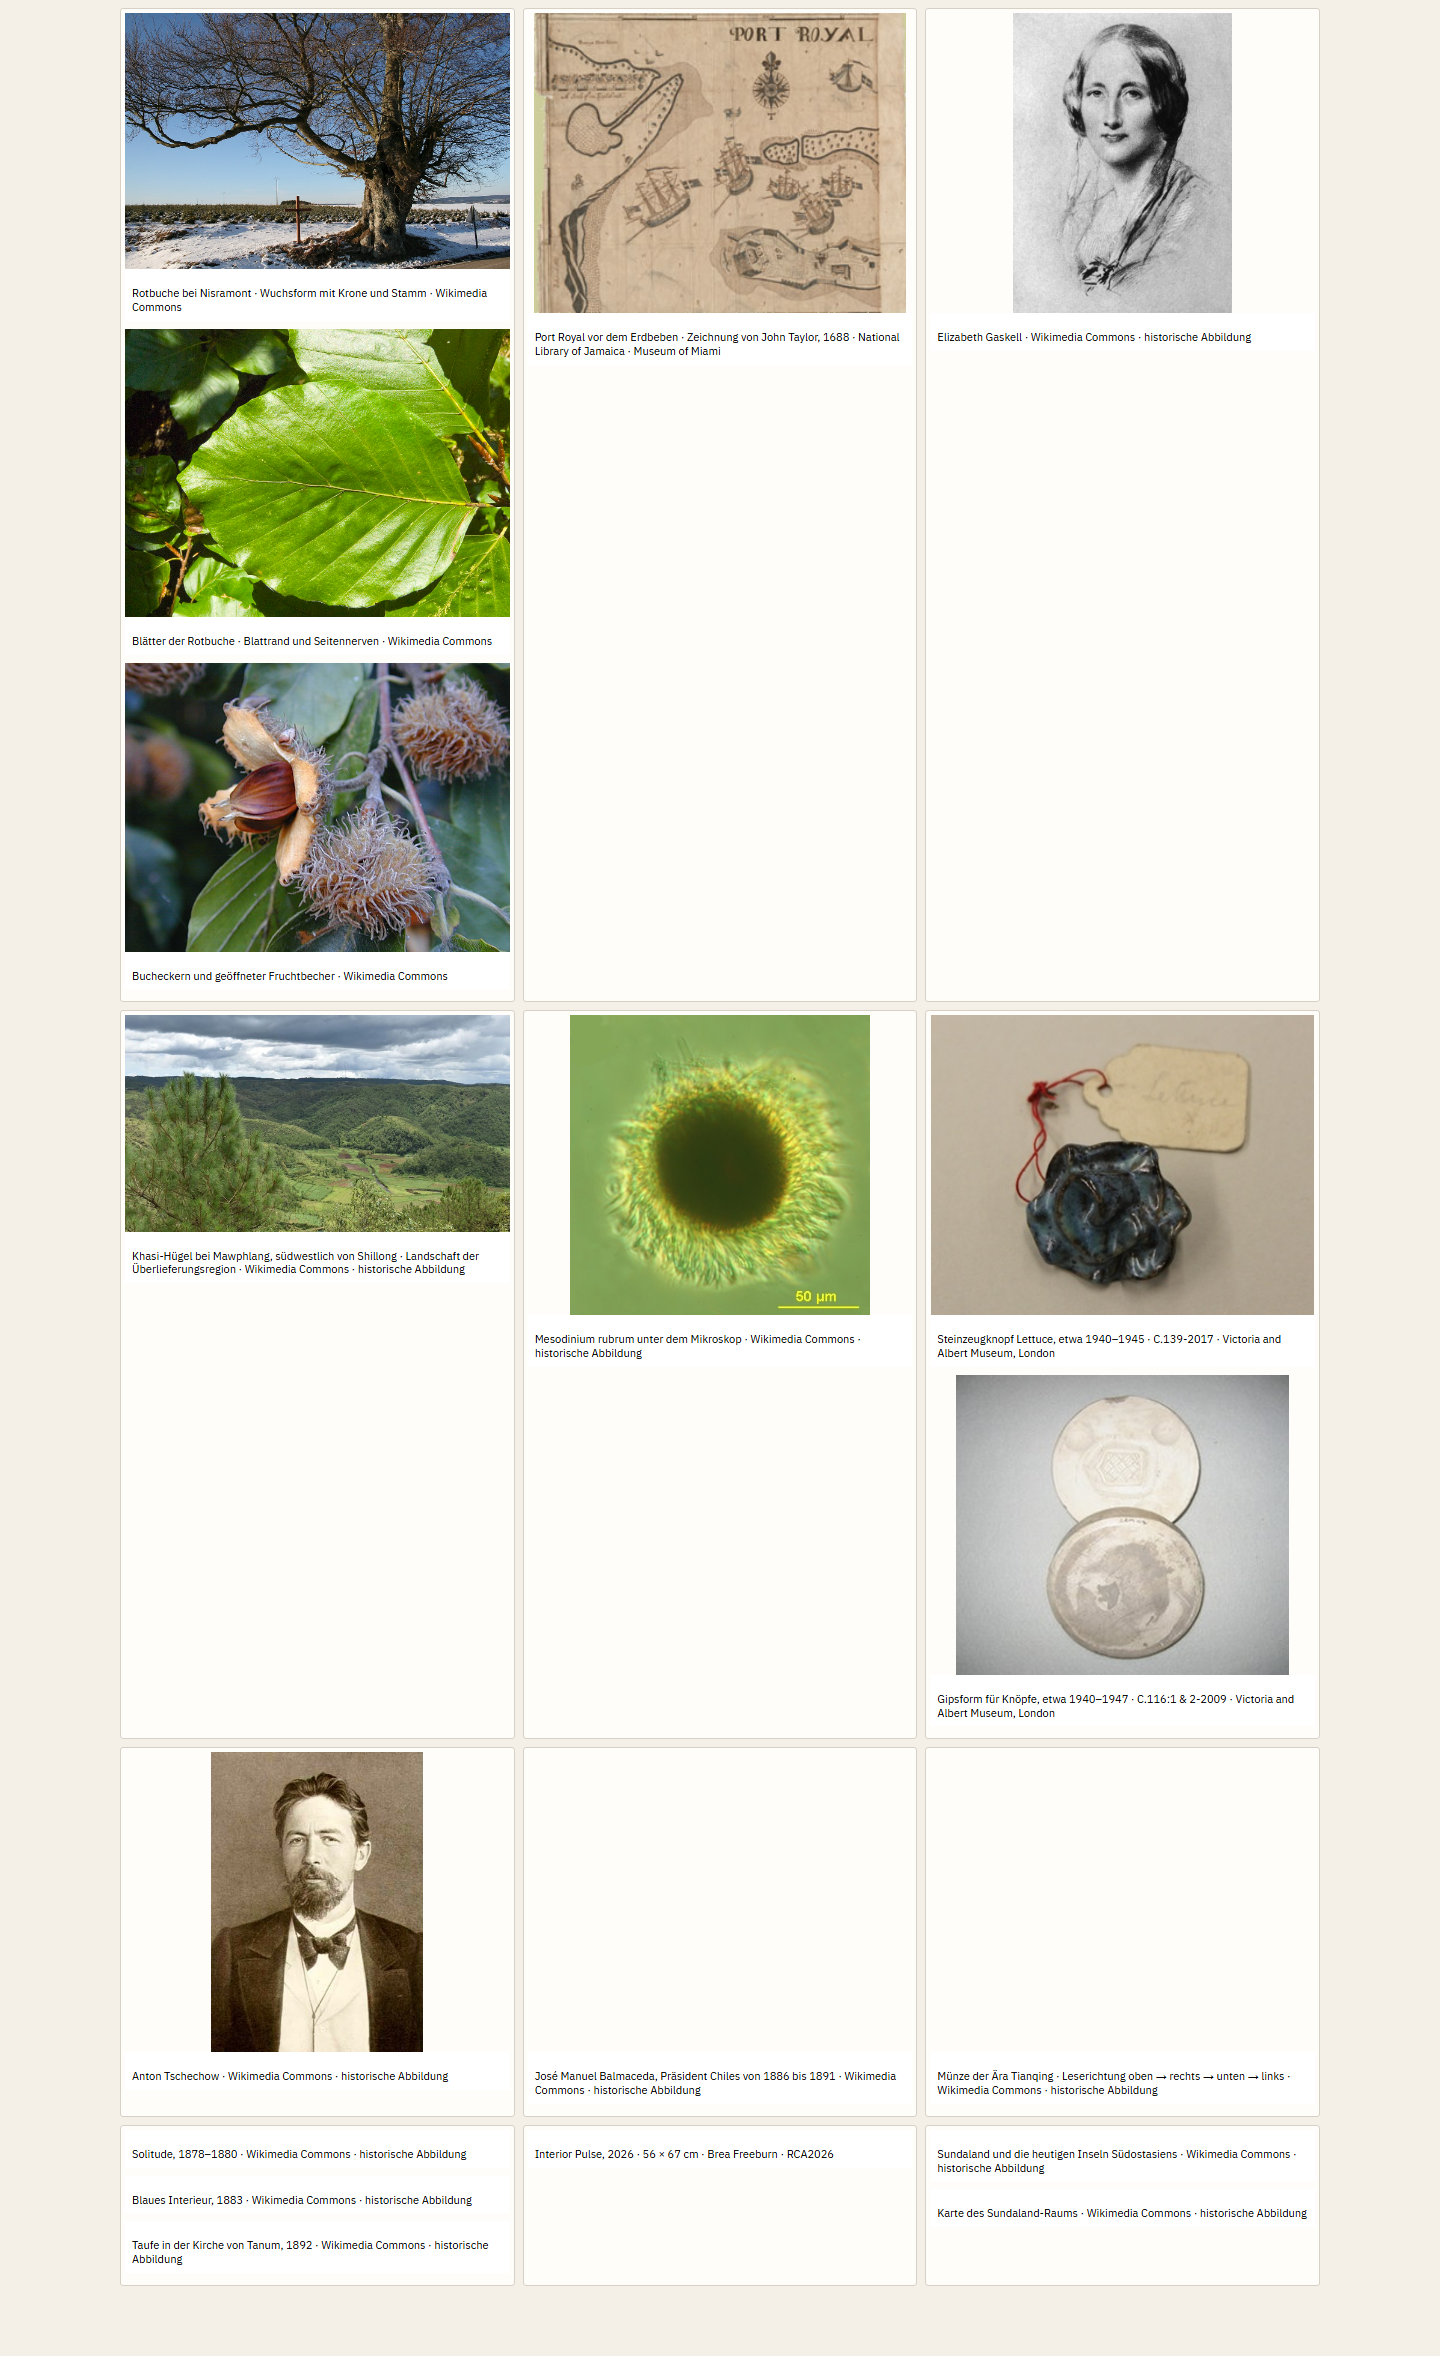 PORT ROYAL
Rotbuche bei Nisramont · Wuchsform mit Krone und Stamm · Wikimedia
Commons
Port Royal vor dem Erdbeben · Zeichnung von John Taylor, 1688 · National
Library of Jamaica · Museum of Miami
Elizabeth Gaskell · Wikimedia Commons · historische Abbildung
Blätter der Rotbuche · Blattrand und Seitennerven · Wikimedia Commons
Bucheckern und geöffneter Fruchtbecher · Wikimedia Commons
Khasi-Hügel bei Mawphlang, südwestlich von Shillong · Landschaft der
Überlieferungsregion · Wikimedia Commons · historische Abbildung
50 µm
Mesodinium rubrum unter dem Mikroskop · Wikimedia Commons ·
historische Abbildung
Lettuce
Steinzeugknopf Lettuce, etwa 1940–1945 · C.139-2017 · Victoria and
Albert Museum, London
Gipsform für Knöpfe, etwa 1940–1947 · C.116:1 & 2-2009 · Victoria and
Albert Museum, London
Anton Tschechow · Wikimedia Commons · historische Abbildung
José Manuel Balmaceda, Präsident Chiles von 1886 bis 1891 · Wikimedia
Commons · historische Abbildung
Münze der Ära Tianqing · Leserichtung oben → rechts → unten → links ·
Wikimedia Commons · historische Abbildung
Solitude, 1878–1880 · Wikimedia Commons · historische Abbildung
Blaues Interieur, 1883 · Wikimedia Commons · historische Abbildung
Taufe in der Kirche von Tanum, 1892 · Wikimedia Commons · historische
Abbildung
Interior Pulse, 2026 · 56 × 67 cm · Brea Freeburn · RCA2026
Sundaland und die heutigen Inseln Südostasiens · Wikimedia Commons ·
historische Abbildung
Karte des Sundaland-Raums · Wikimedia Commons · historische Abbildung